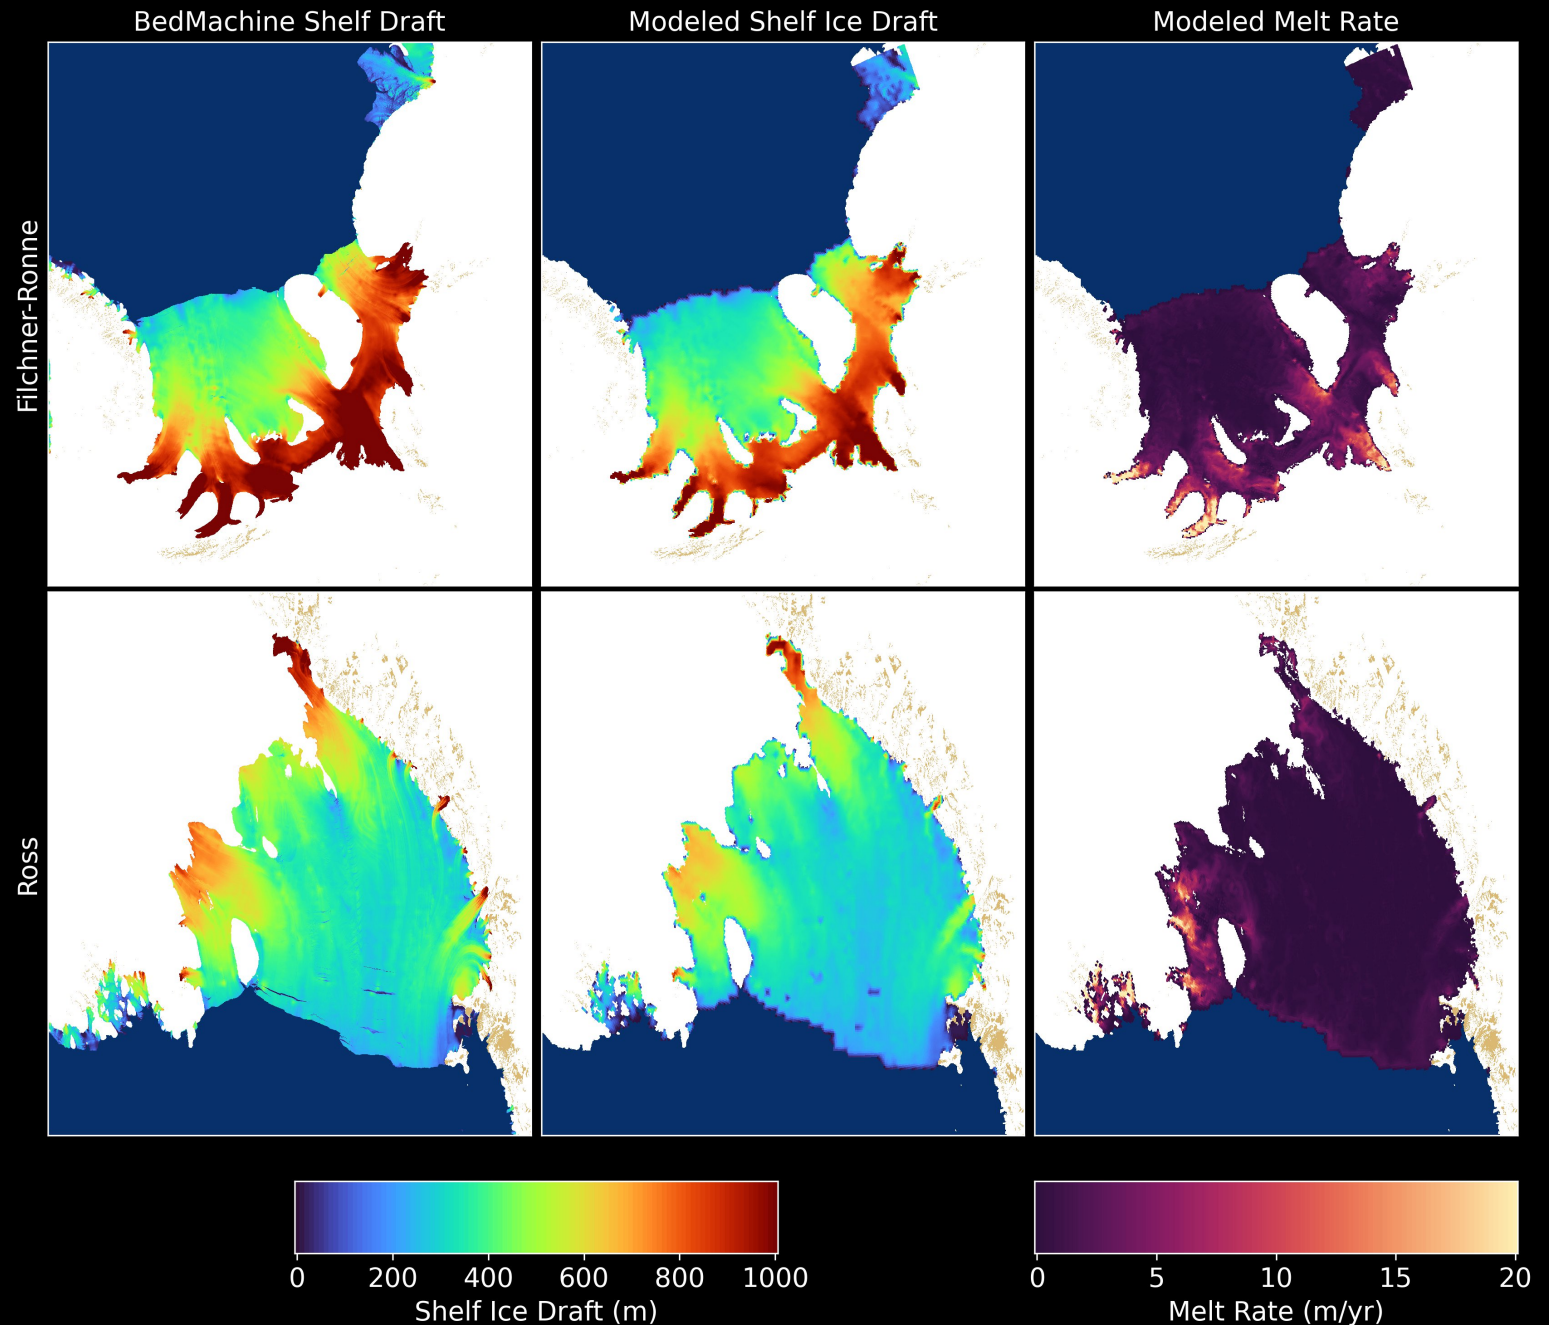 BedMachine Shelf Draft
Modeled Shelf Ice Draft
Modeled Melt Rate
Filchner-Ronne
Ross
0 200 400 600 800 1000
Shelf Ice Draft (m)
0 5 10 15 20
Melt Rate (m/yr)